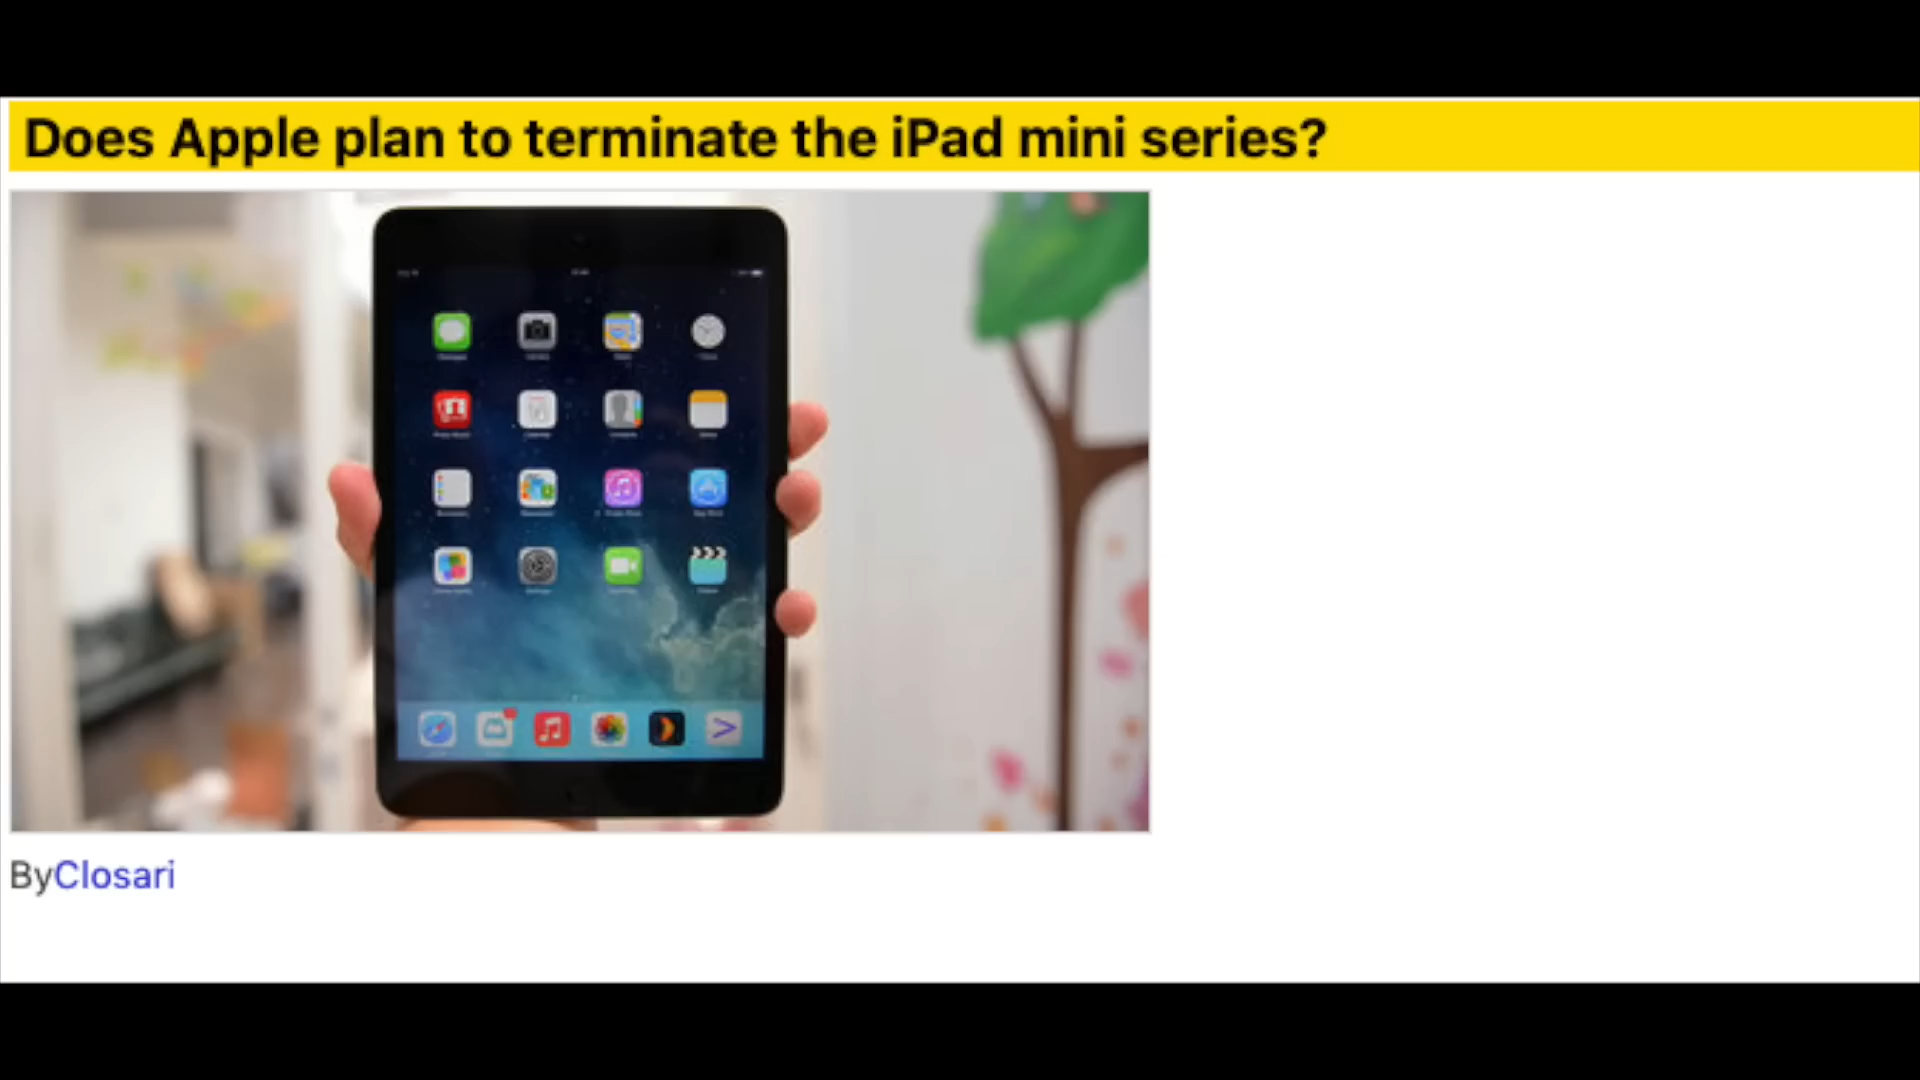 Does Apple plan to terminate the iPad mini series?
ByClosari